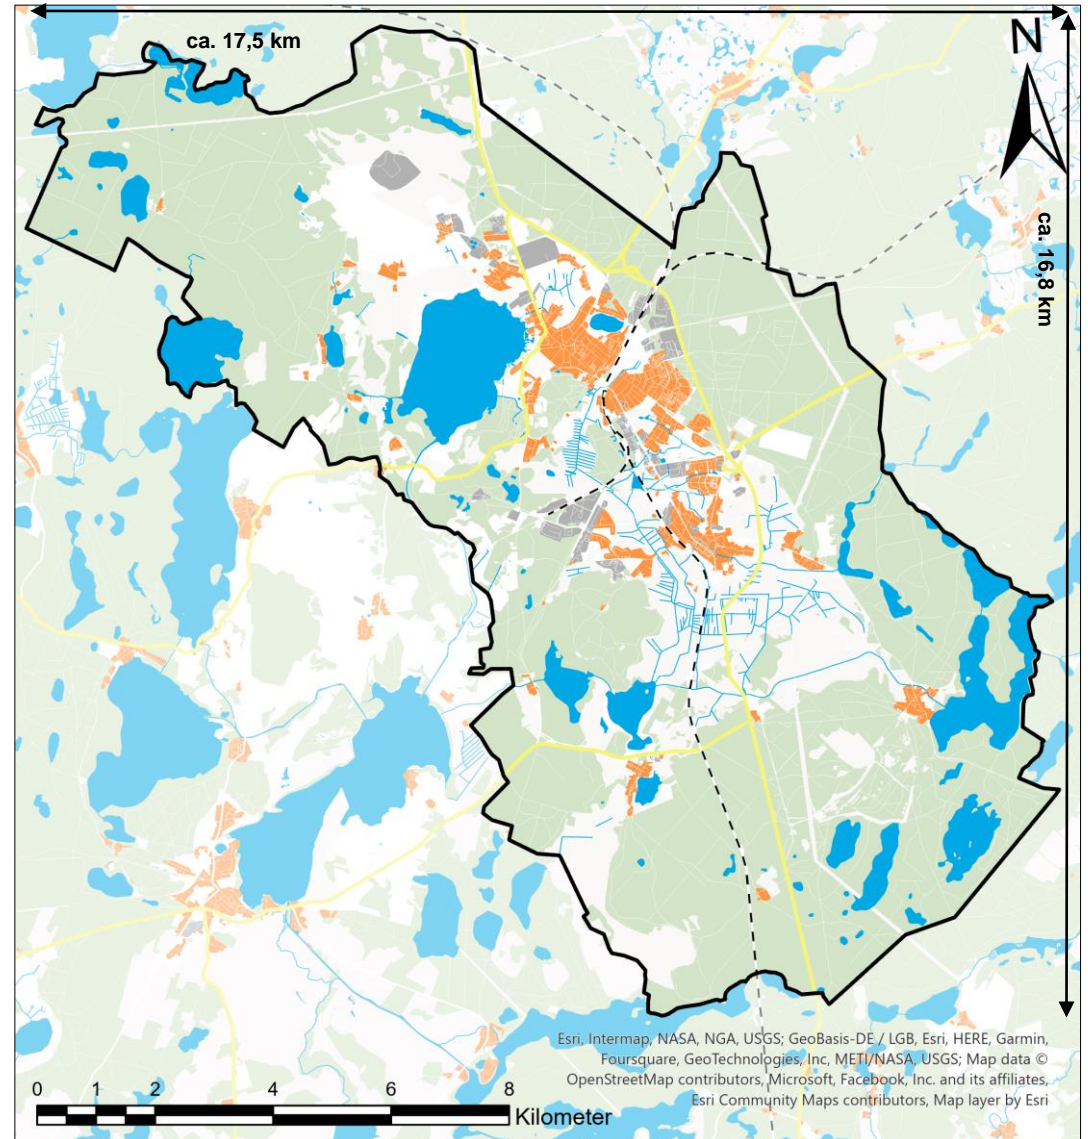 ca. 17,5 km
N
ca. 16,8 km
Esri, Intermap, NASA, NGA, USGS; GeoBasis-DE / LGB, Esri, HERE, Garmin,
Foursquare, GeoTechnologies, Inc, METI/NASA, USGS; Map data ©
OpenStreetMap contributors, Microsoft, Facebook, Inc. and its affiliates,
Esri Community Maps contributors, Map layer by Esri
0 1 2 4 6 8
Kilometer